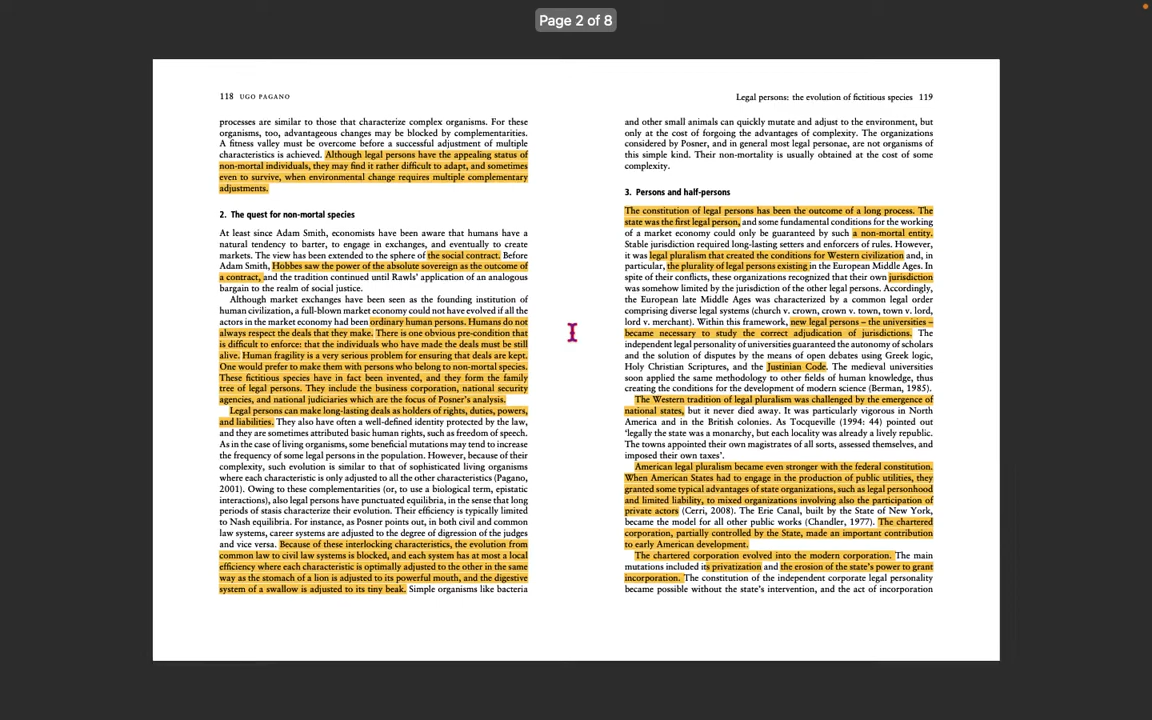 Page 2 of 8
118 UGO PAGANO
processes are similar to those that characterize complex organisms. For these
organisms, too, advantageous changes may be blocked by complementarities.
A fitness valley must be overcome before a successful adjustment of multiple
characteristics is achieved. Although legal persons have the appealing status of
non-mortal individuals, they may find it rather difficult to adapt, and sometimes
even to survive, when environmental change requires multiple complementary
adjustments.
2. The quest for non-mortal species
At least since Adam Smith, economists have been aware that humans have a
natural tendency to barter, to engage in exchanges, and eventually to create
markets. The view has been extended to the sphere of the social contract. Before
Adam Smith, Hobbes saw the power of the absolute sovereign as the outcome of
a contract, and the tradition continued until Rawls' application of an analogous
bargain to the realm of social justice.
Although market exchanges have been seen as the founding institution of
human civilization, a full-blown market economy could not have evolved if all the
actors in the market economy had been ordinary human persons. Humans do not
always respect the deals that they make. There is one obvious pre-condition that
is difficult to enforce: that the individuals who have made the deals must be still
alive. Human fragility is a very serious problem for ensuring that deals are kept.
One would prefer to make them with persons who belong to non-mortal species.
These fictitious species have in fact been invented, and they form the family
tree of legal persons. They include the business corporation, national security
agencies, and national judiciaries which are the focus of Posner's analysis.
Legal persons can make long-lasting deals as holders of rights, duties, powers,
and liabilities. They also have often a well-defined identity protected by the law,
and they are sometimes attributed basic human rights, such as freedom of speech.
As in the case of living organisms, some beneficial mutations may tend to increase
the frequency of some legal persons in the population. However, because of their
complexity, such evolution is similar to that of sophisticated living organisms
where each characteristic is only adjusted to all the other characteristics (Pagano,
2001). Owing to these complementarities (or, to use a biological term, epistatic
interactions), also legal persons have punctuated equilibria, in the sense that long
periods of stasis characterize their evolution. Their efficiency is typically limited
to Nash equilibria. For instance, as Posner points out, in both civil and common
law systems, career systems are adjusted to the degree of digression of the judges
and vice versa. Because of these interlocking characteristics, the evolution from
common law to civil law systems is blocked, and each system has at most a local
efficiency where each characteristic is optimally adjusted to the other in the same
way as the stomach of a lion is adjusted to its powerful mouth, and the digestive
system of a swallow is adjusted to its tiny beak. Simple organisms like bacteria
Legal persons: the evolution of fictitious species 119
and other small animals can quickly mutate and adjust to the environment, but
only at the cost of forgoing the advantages of complexity. The organizations
considered by Posner, and in general most legal personae, are not organisms of
this simple kind. Their non-mortality is usually obtained at the cost of some
complexity.
3. Persons and half-persons
The constitution of legal persons has been the outcome of a long process. The
state was the first legal person, and some fundamental conditions for the working
of a market economy could only be guaranteed by such a non-mortal entity.
Stable jurisdiction required long-lasting setters and enforcers of rules. However,
it was legal pluralism that created the conditions for Western civilization and, in
particular, the plurality of legal persons existing in the European Middle Ages. In
spite of their conflicts, these organizations recognized that their own jurisdiction
was somehow limited by the jurisdiction of the other legal persons. Accordingly,
the European late Middle Ages was characterized by a common legal order
comprising diverse legal systems (church v. crown, crown v. town, town v. lord,
lord v. merchant). Within this framework, new legal persons – the universities –
became necessary to study the correct adjudication of jurisdictions. The
independent legal personality of universities guaranteed the autonomy of scholars
and the solution of disputes by the means of open debates using Greek logic,
Holy Christian Scriptures, and the Justinian Code. The medieval universities
soon applied the same methodology to other fields of human knowledge, thus
creating the conditions for the development of modern science (Berman, 1985).
The Western tradition of legal pluralism was challenged by the emergence of
national states, but it never died away. It was particularly vigorous in North
America and in the British colonies. As Tocqueville (1994: 44) pointed out
'legally the state was a monarchy, but each locality was already a lively republic.
The towns appointed their own magistrates of all sorts, assessed themselves, and
imposed their own taxes'.
American legal pluralism became even stronger with the federal constitution.
When American States had to engage in the production of public utilities, they
granted some typical advantages of state organizations, such as legal personhood
and limited liability, to mixed organizations involving also the participation of
private actors (Cerri, 2008). The Erie Canal, built by the State of New York,
became the model for all other public works (Chandler, 1977). The chartered
corporation, partially controlled by the State, made an important contribution
to early American development.
The chartered corporation evolved into the modern corporation. The main
mutations included its privatization and the erosion of the state's power to grant
incorporation. The constitution of the independent corporate legal personality
became possible without the state's intervention, and the act of incorporation